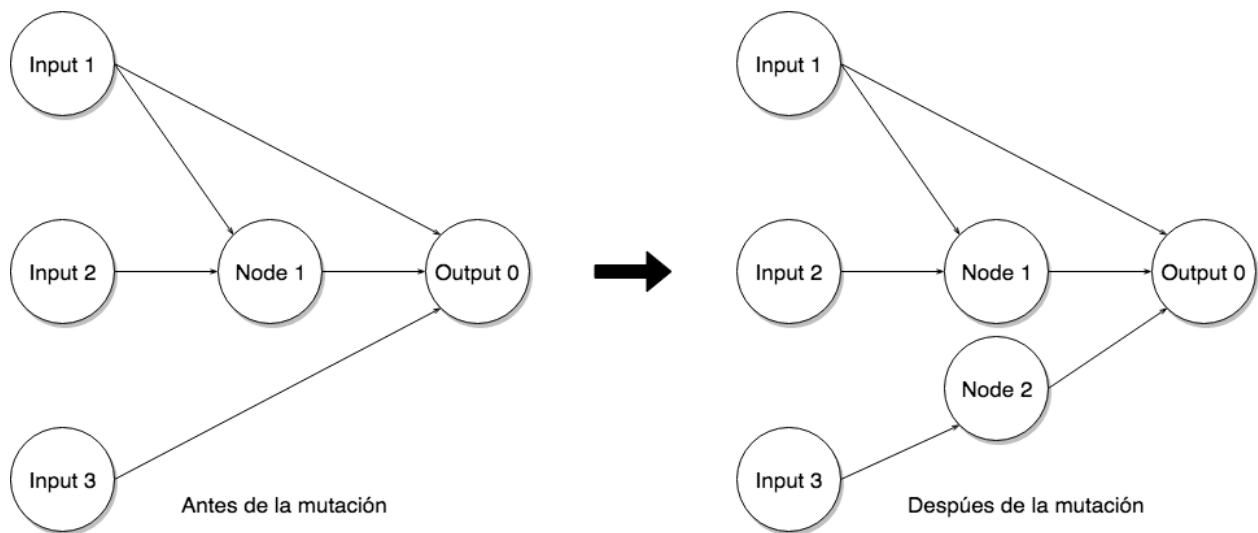 Input 1
Input 2
Node 1
Output 0
Input 3
Antes de la mutación
Input 1
Input 2
Node 1
Output 0
Node 2
Input 3
Despúes de la mutación